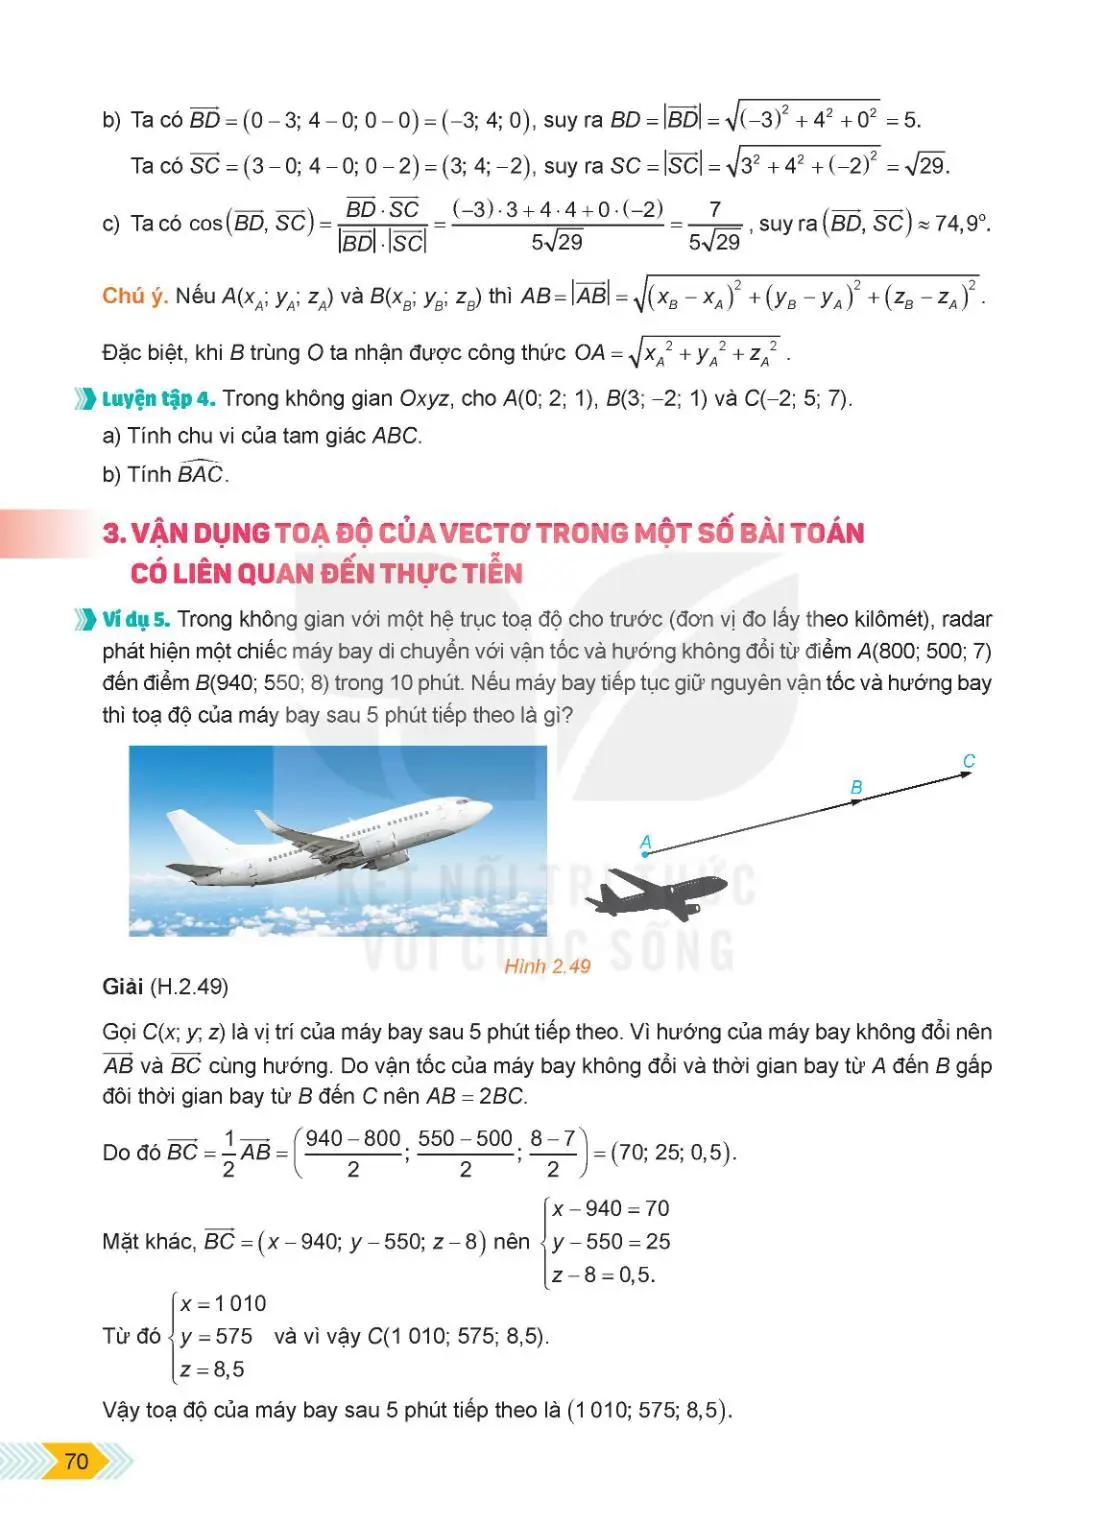 b) Ta có $\overrightarrow{BD} = (0 - 3; 4 - 0; 0 - 0) = (-3; 4; 0)$, suy ra $BD = |\overrightarrow{BD}| = \sqrt{(-3)^2 + 4^2 + 0^2} = 5$.
Ta có $\overrightarrow{SC} = (3 - 0; 4 - 0; 0 - 2) = (3; 4; -2)$, suy ra $SC = |\overrightarrow{SC}| = \sqrt{3^2 + 4^2 + (-2)^2} = \sqrt{29}$.
c) Ta có $\cos(\overrightarrow{BD}, \overrightarrow{SC}) = \frac{\overrightarrow{BD} \cdot \overrightarrow{SC}}{|\overrightarrow{BD}| \cdot |\overrightarrow{SC}|} = \frac{(-3) \cdot 3 + 4 \cdot 4 + 0 \cdot (-2)}{5\sqrt{29}} = \frac{7}{5\sqrt{29}}$, suy ra $(\overrightarrow{BD}, \overrightarrow{SC}) \approx 74,9^o$.
Chú ý. Nếu $A(x_A; y_A; z_A)$ và $B(x_B; y_B; z_B)$ thì $AB = |\overrightarrow{AB}| = \sqrt{(x_B - x_A)^2 + (y_B - y_A)^2 + (z_B - z_A)^2}$.
Đặc biệt, khi B trùng O ta nhận được công thức $OA = \sqrt{x_A^2 + y_A^2 + z_A^2}$.
Luyện tập 4. Trong không gian Oxyz, cho A(0; 2; 1), B(3; −2; 1) và C(−2; 5; 7).
a) Tính chu vi của tam giác ABC.
b) Tính $\widehat{BAC}$.
3. VẬN DỤNG TOẠ ĐỘ CỦA VECTƠ TRONG MỘT SỐ BÀI TOÁN
CÓ LIÊN QUAN ĐẾN THỰC TIỄN
Ví dụ 5. Trong không gian với một hệ trục toạ độ cho trước (đơn vị đo lấy theo kilômét), radar
phát hiện một chiếc máy bay di chuyển với vận tốc và hướng không đổi từ điểm A(800; 500; 7)
đến điểm B(940; 550; 8) trong 10 phút. Nếu máy bay tiếp tục giữ nguyên vận tốc và hướng bay
thì toạ độ của máy bay sau 5 phút tiếp theo là gì?
C
B
A
KẾT NỐI TRI THỨC
VỚI CUỘC SỐNG
Hình 2.49
Giải (H.2.49)
Gọi C(x; y; z) là vị trí của máy bay sau 5 phút tiếp theo. Vì hướng của máy bay không đổi nên
$\overrightarrow{AB}$ và $\overrightarrow{BC}$ cùng hướng. Do vận tốc của máy bay không đổi và thời gian bay từ A đến B gấp
đôi thời gian bay từ B đến C nên AB = 2BC.
Do đó $\overrightarrow{BC} = \frac{1}{2}\overrightarrow{AB} = \left(\frac{940 - 800}{2}; \frac{550 - 500}{2}; \frac{8 - 7}{2}\right) = (70; 25; 0,5)$.
Mặt khác, $\overrightarrow{BC} = (x - 940; y - 550; z - 8)$ nên $\begin{cases} x - 940 = 70 \\ y - 550 = 25 \\ z - 8 = 0,5. \end{cases}$
Từ đó $\begin{cases} x = 1 010 \\ y = 575 \\ z = 8,5 \end{cases}$ và vì vậy C(1 010; 575; 8,5).
Vậy toạ độ của máy bay sau 5 phút tiếp theo là (1 010; 575; 8,5).
70